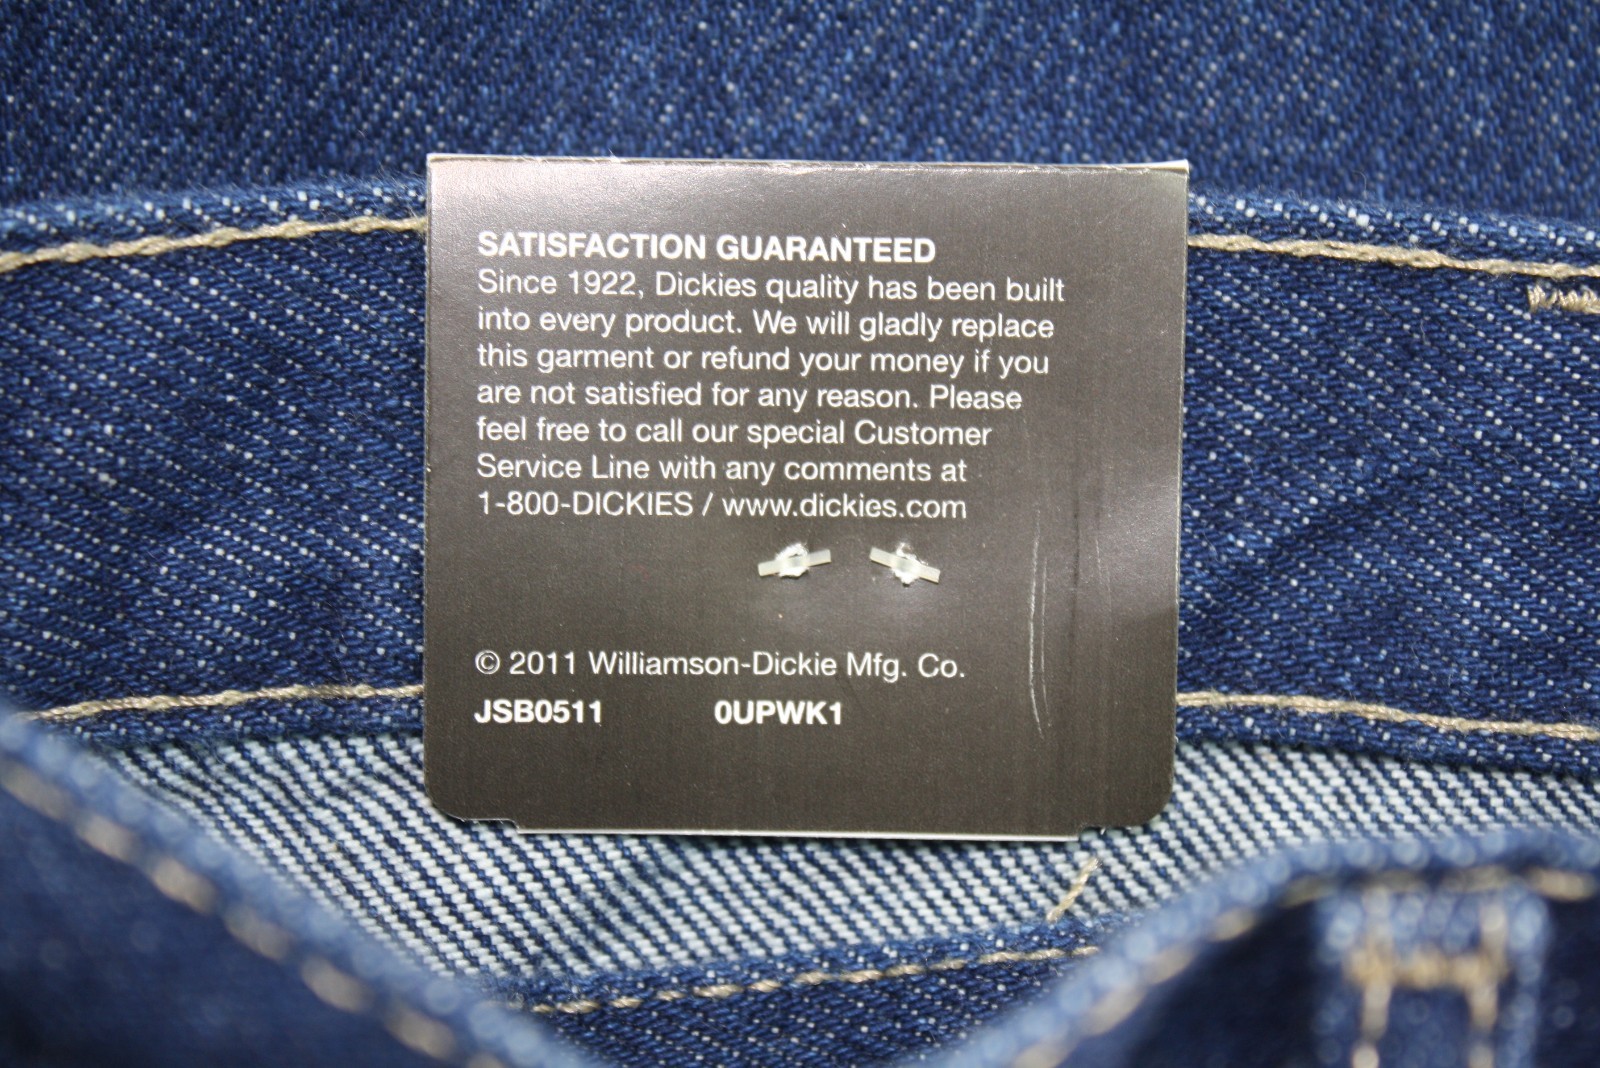 SATISFACTION GUARANTEED
Since 1922, Dickies quality has been built
into every product. We will gladly replace
this garment or refund your money if you
are not satisfied for any reason. Please
feel free to call our special Customer
Service Line with any comments at
1-800-DICKIES / www.dickies.com
© 2011 Williamson-Dickie Mfg. Co.
JSB0511 0UPWK1